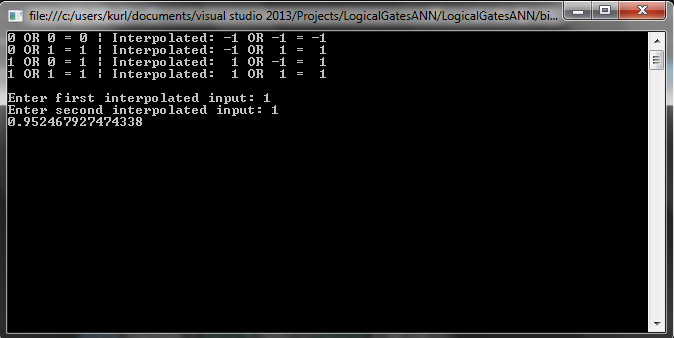 file:///c:/users/kurl/documents/visual studio 2013/Projects/LogicalGatesANN/LogicalGatesANN/bi...
0 OR 0 = 0 ¦ Interpolated: -1 OR -1 = -1
0 OR 1 = 1 ¦ Interpolated: -1 OR  1 =  1
1 OR 0 = 1 ¦ Interpolated:  1 OR -1 =  1
1 OR 1 = 1 ¦ Interpolated:  1 OR  1 =  1
Enter first interpolated input: 1
Enter second interpolated input: 1
0.952467927474338